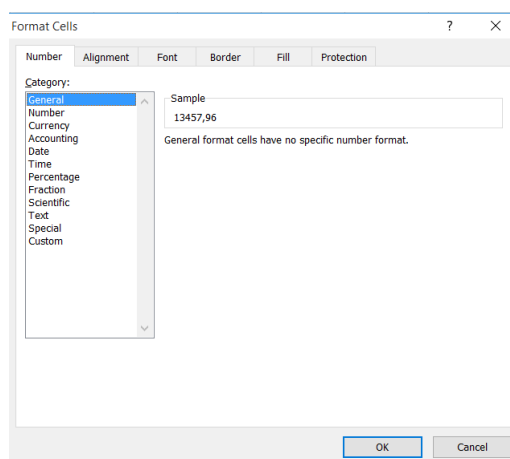 Format Cells ? ×
Number Alignment Font Border Fill Protection
Category:
General
Number
Currency
Accounting
Date
Time
Percentage
Fraction
Scientific
Text
Special
Custom
Sample
13457,96
General format cells have no specific number format.
OK Cancel